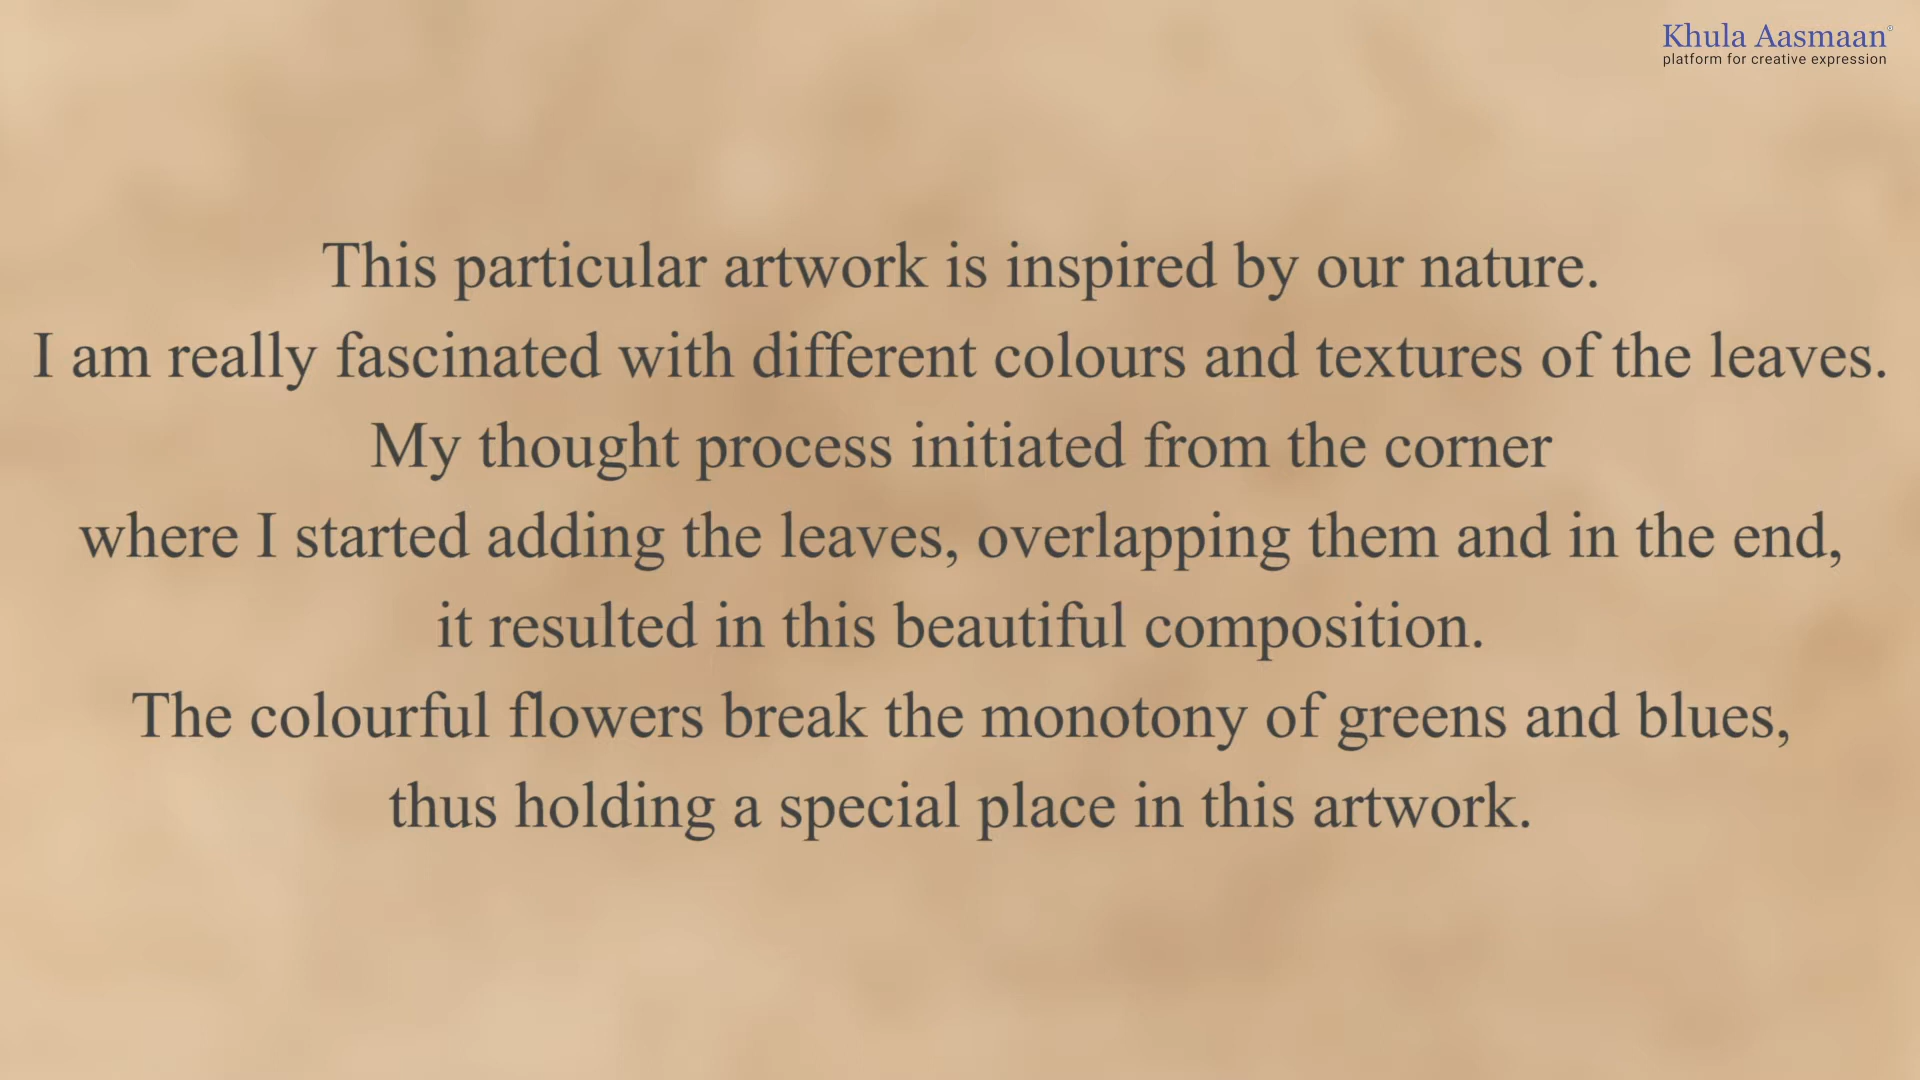 Khula Aasmaan®
platform for creative expression
This particular artwork is inspired by our nature.
I am really fascinated with different colours and textures of the leaves.
My thought process initiated from the corner
where I started adding the leaves, overlapping them and in the end,
it resulted in this beautiful composition.
The colourful flowers break the monotony of greens and blues,
thus holding a special place in this artwork.